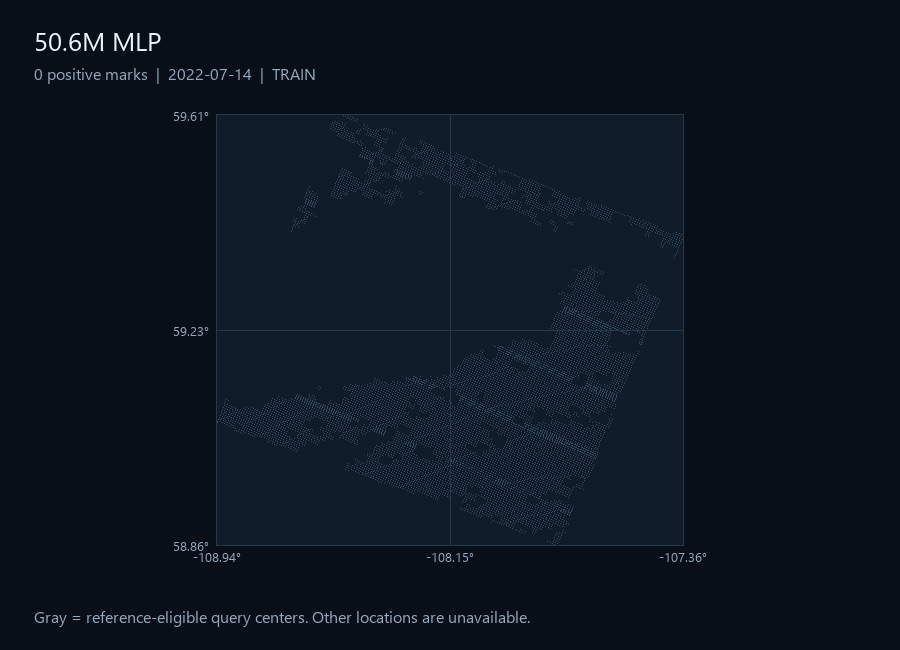 50.6M MLP
0 positive marks | 2022-07-14 | TRAIN
59.61°
59.23°
58.86°
-108.94°
-108.15°
-107.36°
Gray = reference-eligible query centers. Other locations are unavailable.